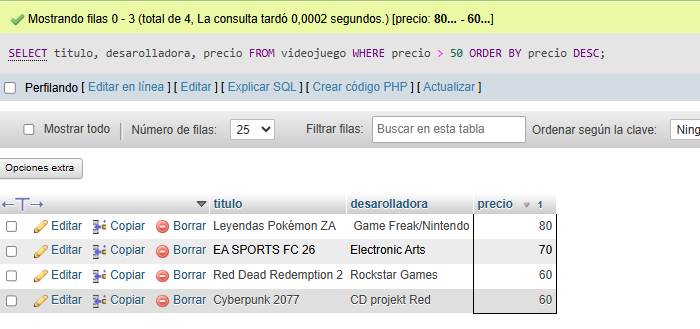 Mostrando filas 0 - 3 (total de 4, La consulta tardó 0,0002 segundos.) [precio: 80... - 60...]
SELECT titulo, desarolladora, precio FROM videojuego WHERE precio > 50 ORDER BY precio DESC;
Perfilando [ Editar en línea ] [ Editar ] [ Explicar SQL ] [ Crear código PHP ] [ Actualizar ]
Mostrar todo | Número de filas: 25 Filtrar filas: Buscar en esta tabla Ordenar según la clave: Ning
Opciones extra
←T→ titulo desarolladora precio 1
Editar Copiar Borrar Leyendas Pokémon ZA Game Freak/Nintendo 80
Editar Copiar Borrar EA SPORTS FC 26 Electronic Arts 70
Editar Copiar Borrar Red Dead Redemption 2 Rockstar Games 60
Editar Copiar Borrar Cyberpunk 2077 CD projekt Red 60